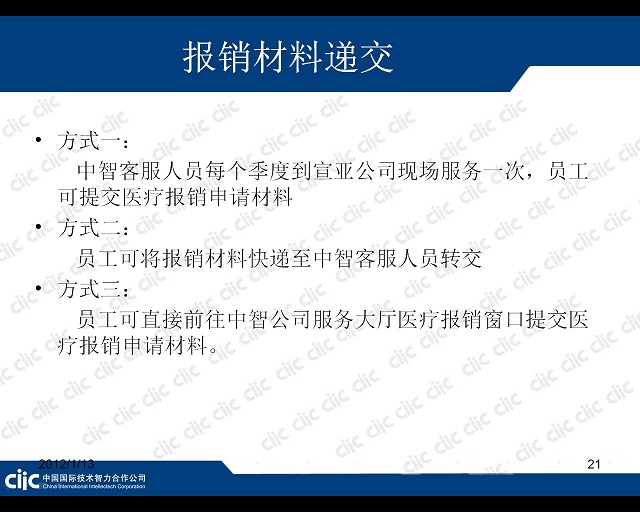 报销材料递交
• 方式一：
中智客服人员每个季度到宣亚公司现场服务一次，员工
可提交医疗报销申请材料
• 方式二：
员工可将报销材料快递至中智客服人员转交
• 方式三：
员工可直接前往中智公司服务大厅医疗报销窗口提交医
疗报销申请材料。
2012/1/13
21
ciic 中国国际技术智力合作公司
China International Intellectech Corporation